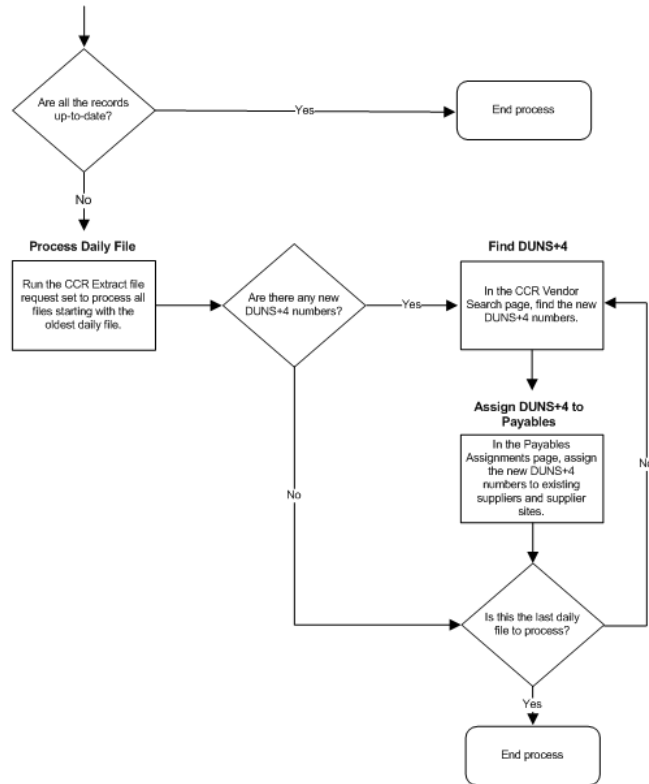 Are all the records
up-to-date?
Yes
End process
No
Process Daily File
Run the CCR Extract file
request set to process all
files starting with the
oldest daily file.
Are there any new
DUNS+4 numbers?
Yes
Find DUNS+4
In the CCR Vendor
Search page, find the new
DUNS+4 numbers.
Assign DUNS+4 to
Payables
In the Payables
Assignments page, assign
the new DUNS+4
numbers to existing
suppliers and supplier
sites.
No
No
Is this the last daily
file to process?
Yes
End process